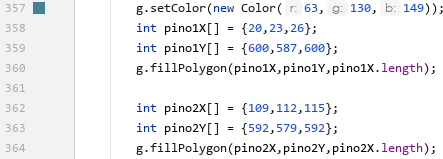 357 g.setColor(new Color( r: 63, g: 130, b: 149));
358 int pino1X[] = {20,23,26};
359 int pino1Y[] = {600,587,600};
360 g.fillPolygon(pino1X,pino1Y,pino1X.length);
361
362 int pino2X[] = {109,112,115};
363 int pino2Y[] = {592,579,592};
364 g.fillPolygon(pino2X,pino2Y,pino2X.length);